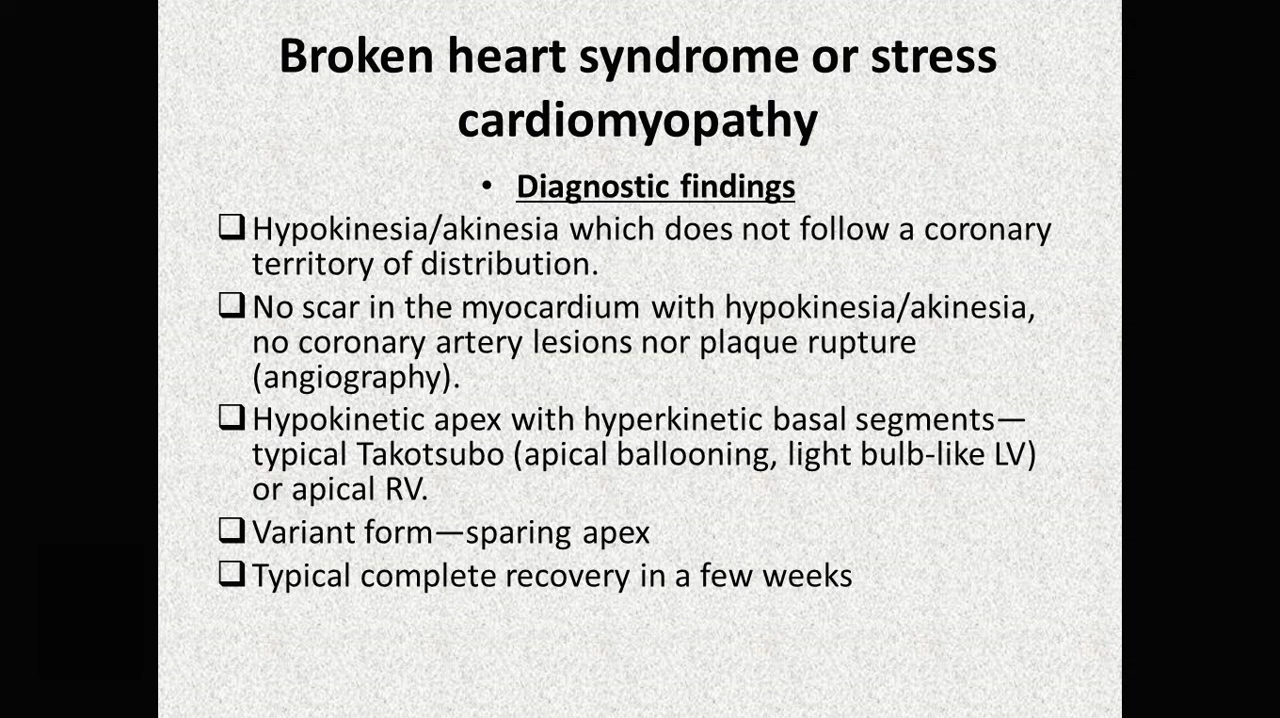 Broken heart syndrome or stress
cardiomyopathy
• Diagnostic findings
❑ Hypokinesia/akinesia which does not follow a coronary
territory of distribution.
❑ No scar in the myocardium with hypokinesia/akinesia,
no coronary artery lesions nor plaque rupture
(angiography).
❑ Hypokinetic apex with hyperkinetic basal segments—
typical Takotsubo (apical ballooning, light bulb-like LV)
or apical RV.
❑ Variant form—sparing apex
❑ Typical complete recovery in a few weeks